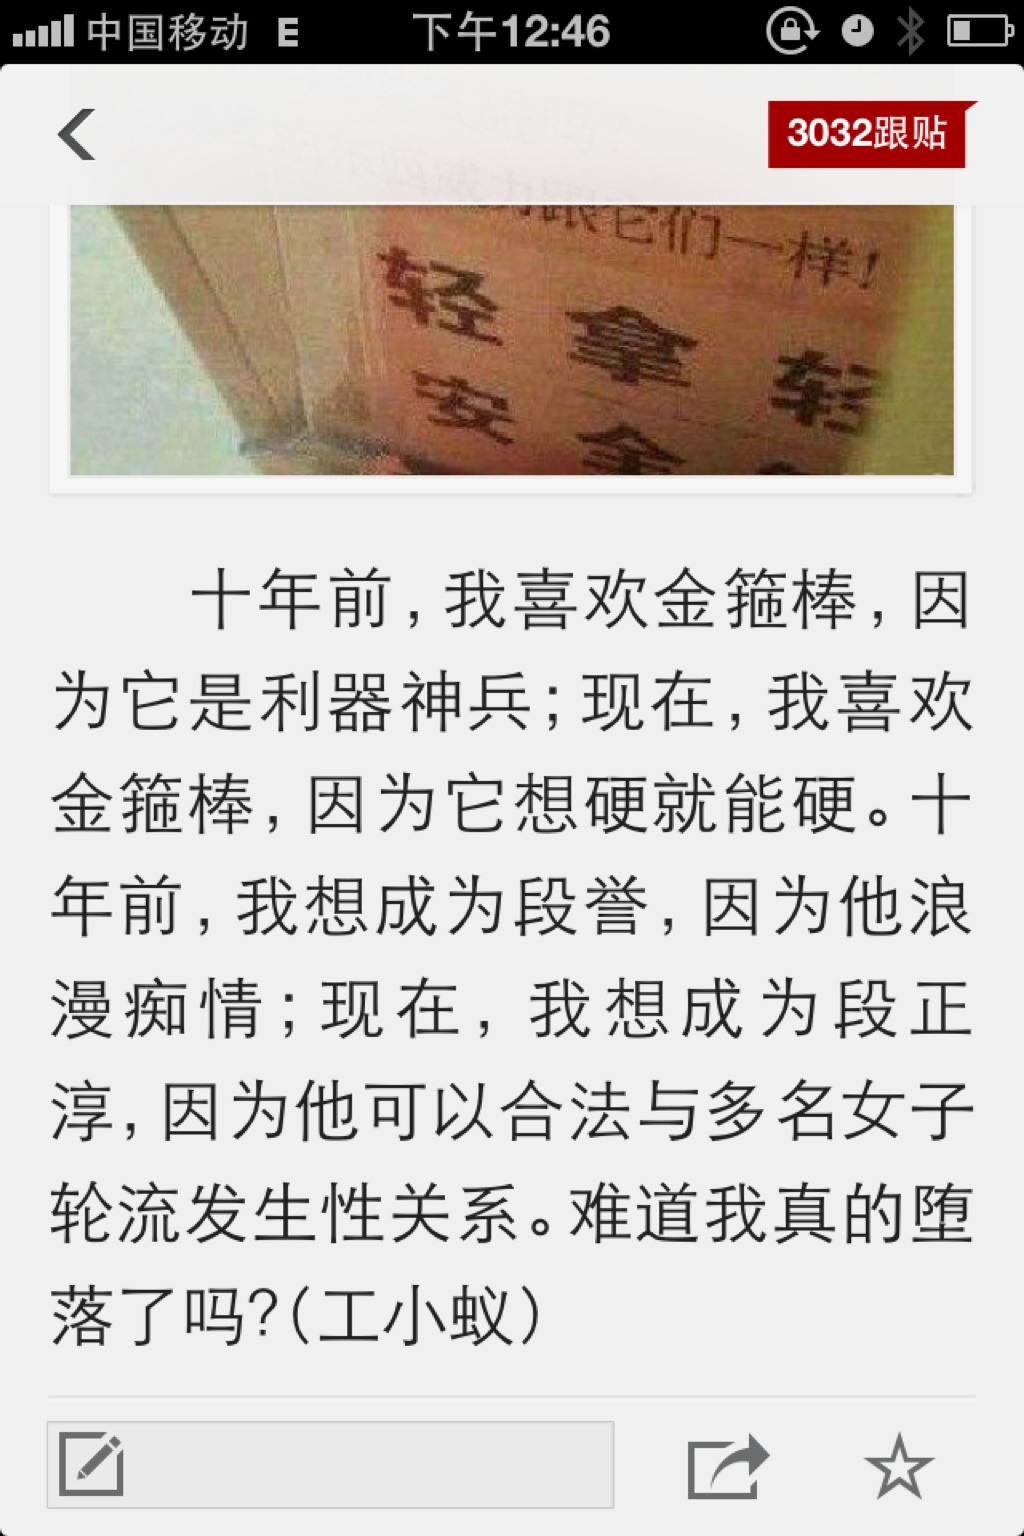 中国移动 E 下午12:46
3032跟贴
跟它们一样!
轻 拿 轻
安 全
十年前,我喜欢金箍棒,因
为它是利器神兵;现在,我喜欢
金箍棒,因为它想硬就能硬。十
年前,我想成为段誉,因为他浪
漫痴情;现在,我想成为段正
淳,因为他可以合法与多名女子
轮流发生性关系。难道我真的堕
落了吗?(工小蚁)